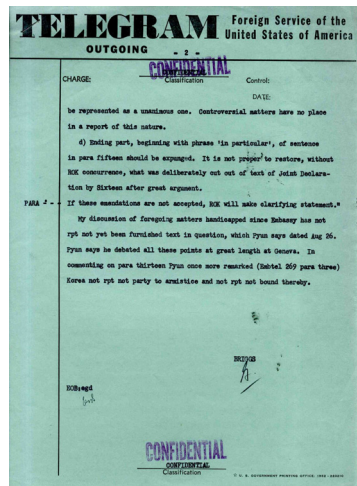 TELEGRAM Foreign Service of the
United States of America
OUTGOING
- 2 -
CONFIDENTIAL
CONFIDENTIAL
Classification
CHARGE: Control:
DATE:
be represented as a unanimous one. Controversial matters have no place
in a report of this nature.
d) Ending part, beginning with phrase 'in particular', of sentence
in para fifteen should be expunged. It is not proper to restore, without
ROK concurrence, what was deliberately cut out of text of Joint Declara-
tion by Sixteen after great argument.
PARA 2 -- If these emendations are not accepted, ROK will make clarifying statement."
My discussion of foregoing matters handicapped since Embassy has not
rpt not yet been furnished text in question, which Pyun says dated Aug 26.
Pyun says he debated all these points at great length at Geneva. In
commenting on para thirteen Pyun once more remarked (Embtel 269 para three)
Korea not rpt not party to armistice and not rpt not bound thereby.
BRIGGS
EOB:egd
CONFIDENTIAL
CONFIDENTIAL
Classification
U. S. GOVERNMENT PRINTING OFFICE